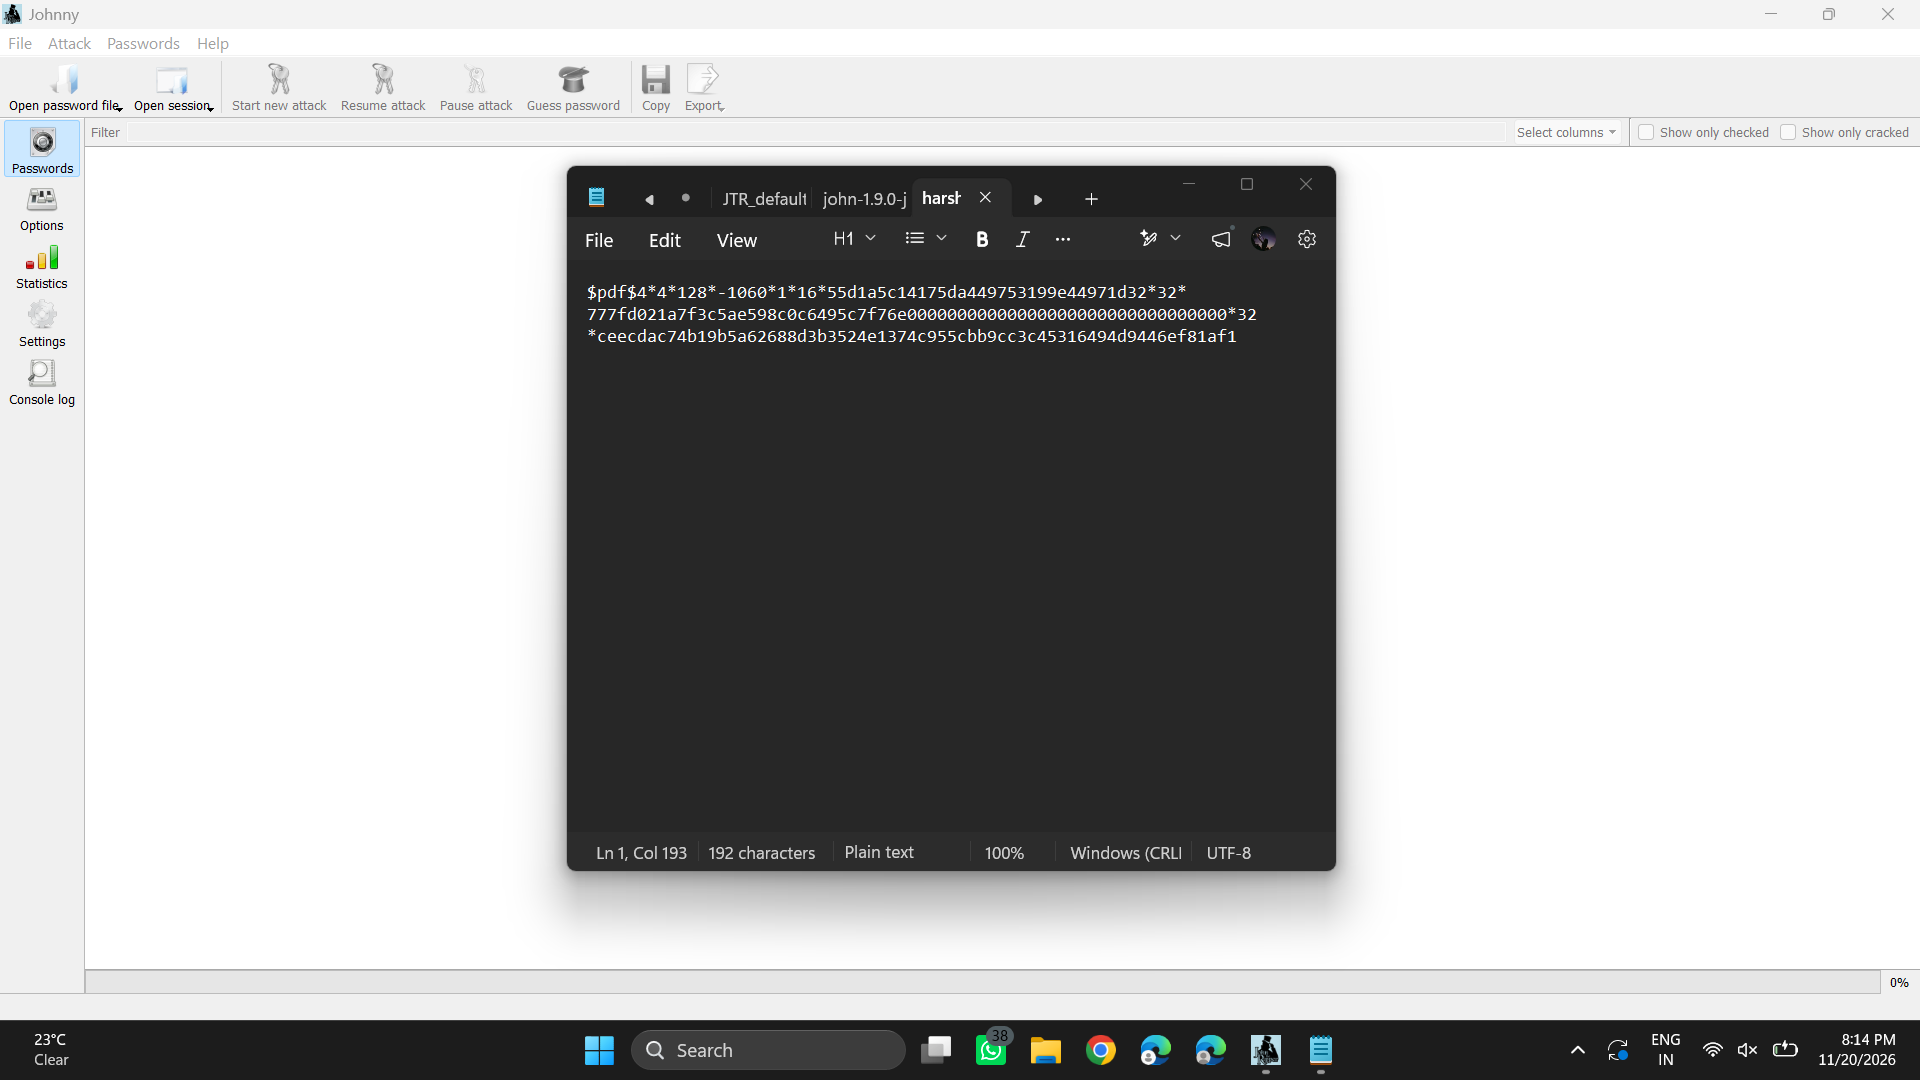 Johnny
File Attack Passwords Help
Open password file Open session Start new attack Resume attack Pause attack Guess password Copy Export
Filter Select columns Show only checked Show only cracked
Passwords
Options
Statistics
Settings
Console log
JTR_default john-1.9.0-j harsh
File Edit View H1 B I
$pdf$4*4*128*-1060*1*16*55d1a5c14175da449753199e44971d32*32*
777fd021a7f3c5ae598c0c6495c7f76e00000000000000000000000000000000*32
*ceecdac74b19b5a62688d3b3524e1374c955cbb9cc3c45316494d9446ef81af1
Ln 1, Col 193 192 characters Plain text 100% Windows (CRLI UTF-8
0%
23°C
Clear
Search
38
ENG
IN
8:14 PM
11/20/2026